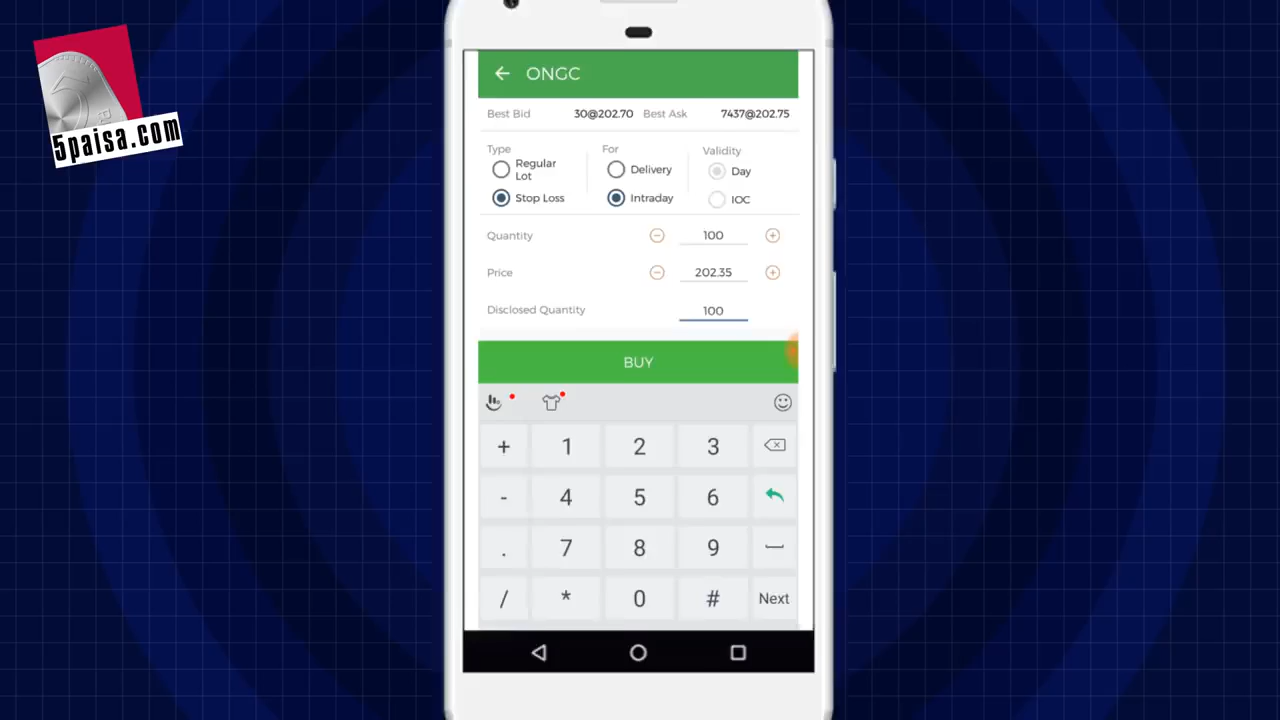 5paisa.com
ONGC
Best Bid 30@202.70 Best Ask 7437@202.75
Type For Validity
Regular Lot Delivery Day
Stop Loss Intraday IOC
Quantity 100
Price 202.35
Disclosed Quantity 100
BUY
+ 1 2 3
- 4 5 6
. 7 8 9
/ * 0 # Next